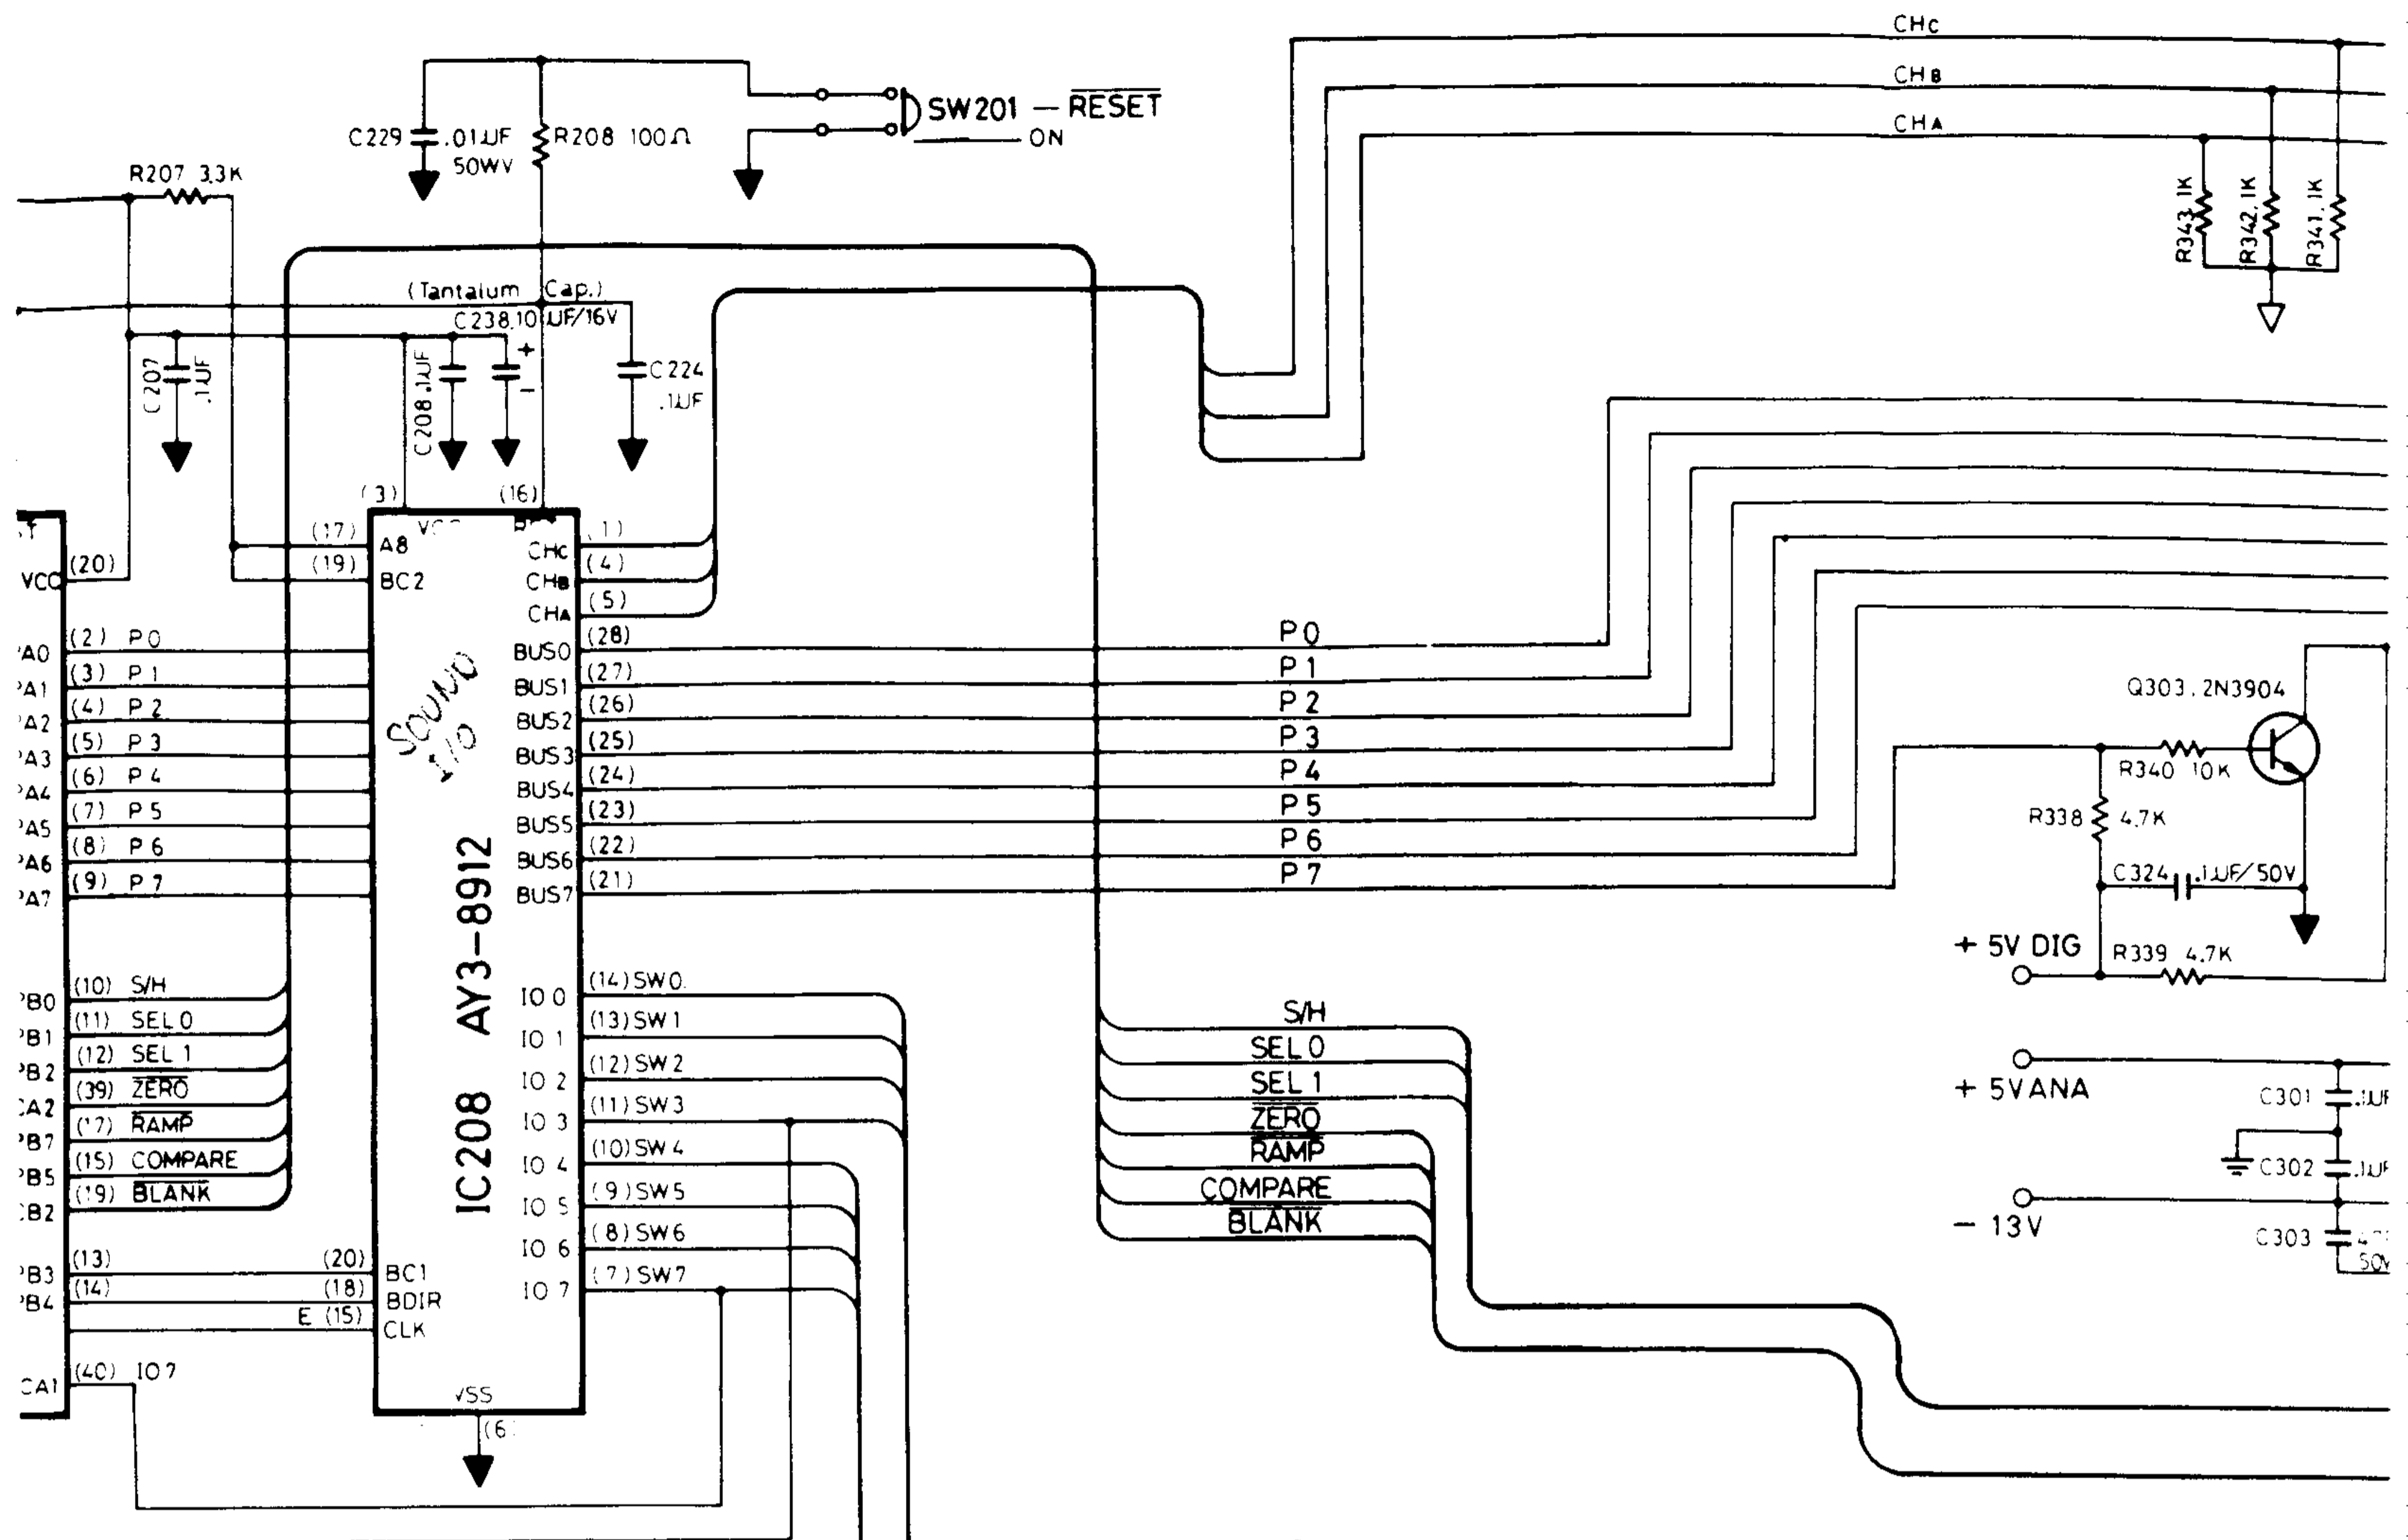 CHC
CHB
CHA
SW201 — RESET
ON
C229 .01UF
50WV
R208 100Ω
R207 3.3K
R343, 1K
R342, 1K
R341, 1K
(Tantalum Cap.)
C238,10 UF/16V
+
-
C207
.1UF
C208 .1UF
C224
.1UF
(3)
(16)
(17) A8
(19) BC2
CHC (1)
CHB (4)
CHA (5)
VCC (20)
PA0 (2) P0
PA1 (3) P1
PA2 (4) P2
PA3 (5) P3
PA4 (6) P4
PA5 (7) P5
PA6 (8) P6
PA7 (9) P7
SOUND
I/O
IC208 AY3-8912
BUS0 (28) P0
BUS1 (27) P1
BUS2 (26) P2
BUS3 (25) P3
BUS4 (24) P4
BUS5 (23) P5
BUS6 (22) P6
BUS7 (21) P7
Q303, 2N3904
R340 10K
R338 4.7K
C324 .1UF/50V
+ 5V DIG
R339 4.7K
PB0 (10) S/H
PB1 (11) SEL 0
PB2 (12) SEL 1
CA2 (39) ZERO
PB7 (17) RAMP
PB5 (15) COMPARE
CB2 (19) BLANK
IO 0 (14) SW0
IO 1 (13) SW1
IO 2 (12) SW2
IO 3 (11) SW3
IO 4 (10) SW4
IO 5 (9) SW5
IO 6 (8) SW6
IO 7 (7) SW7
S/H
SEL 0
SEL 1
ZERO
RAMP
COMPARE
BLANK
+ 5V ANA
C301 .1UF
C302 .1UF
- 13V
C303
50V
PB3 (13) (20) BC1
PB4 (14) (18) BDIR
E (15) CLK
CA1 (40) IO7
VSS
(6)